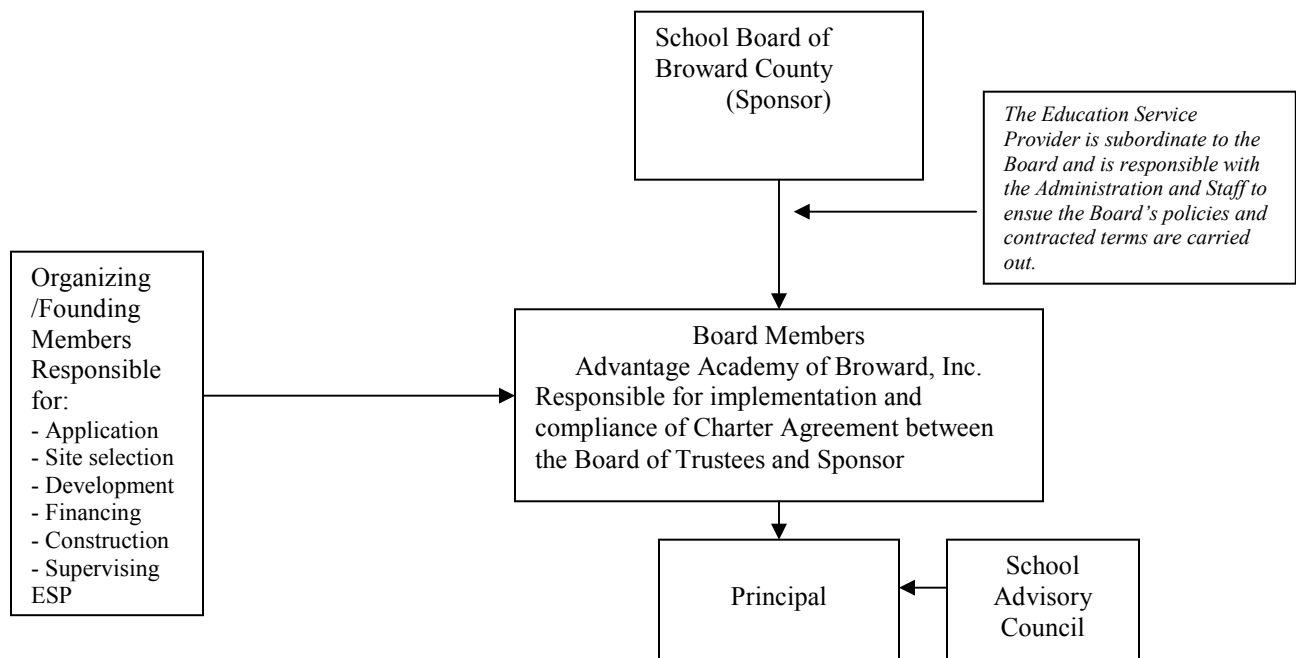 School Board of
Broward County
(Sponsor)
The Education Service
Provider is subordinate to the
Board and is responsible with
the Administration and Staff to
ensue the Board's policies and
contracted terms are carried
out.
Organizing
/Founding
Members
Responsible
for:
- Application
- Site selection
- Development
- Financing
- Construction
- Supervising
ESP
Board Members
Advantage Academy of Broward, Inc.
Responsible for implementation and
compliance of Charter Agreement between
the Board of Trustees and Sponsor
Principal
School
Advisory
Council